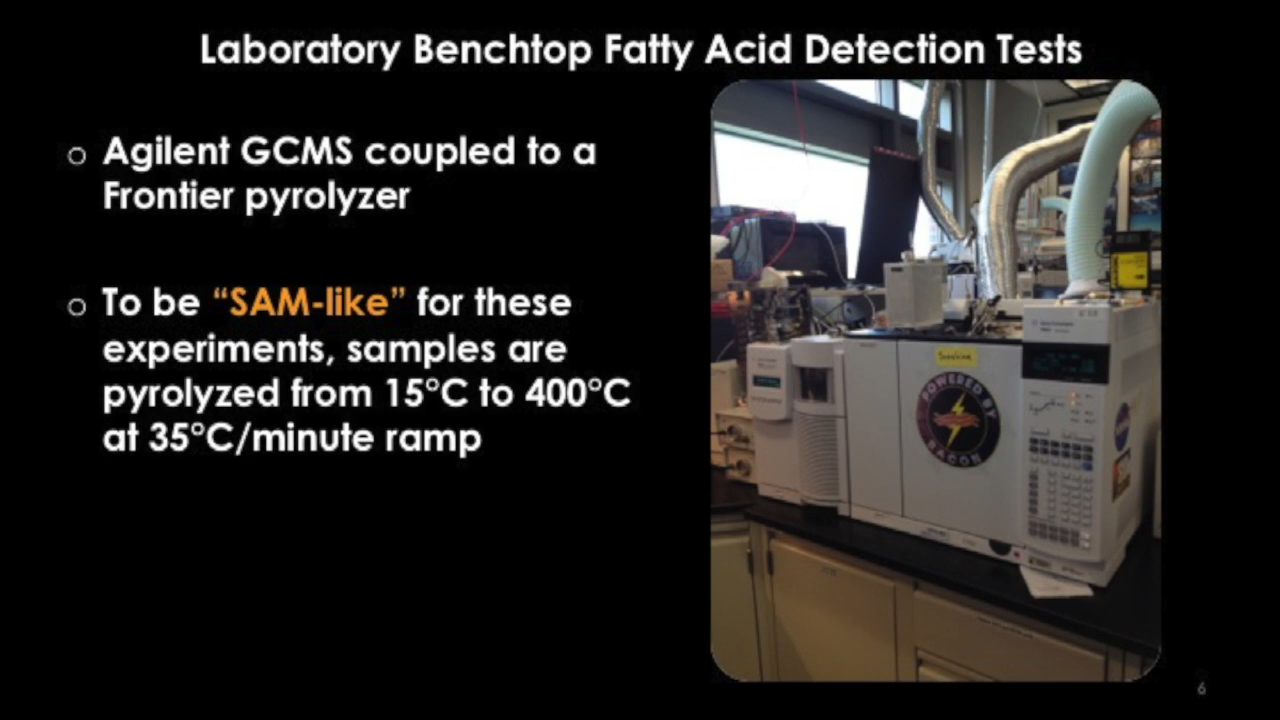 Laboratory Benchtop Fatty Acid Detection Tests
○ Agilent GCMS coupled to a
Frontier pyrolyzer
○ To be “SAM-like” for these
experiments, samples are
pyrolyzed from 15°C to 400°C
at 35°C/minute ramp
Sunshine
POWERED BY
BACON
6